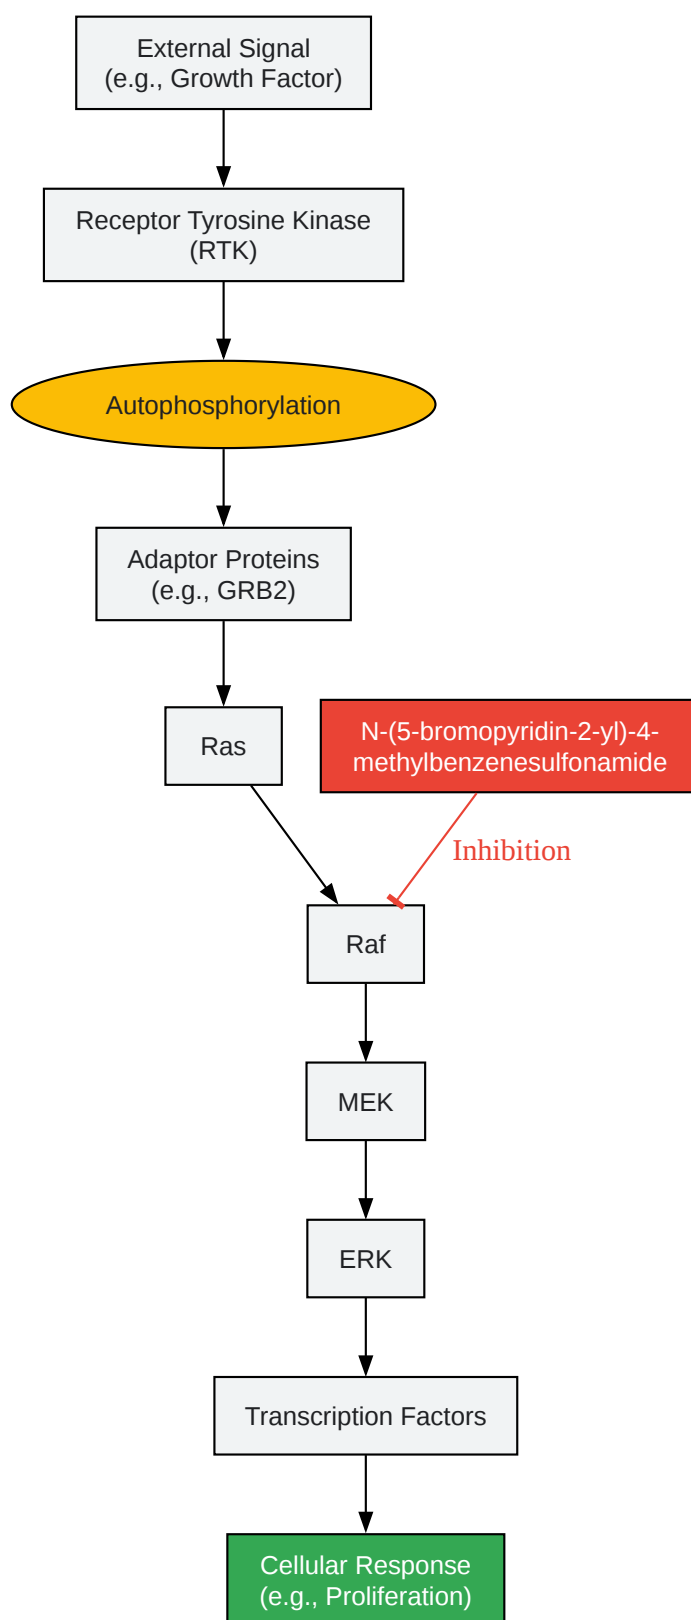 External Signal
(e.g., Growth Factor)
Receptor Tyrosine Kinase
(RTK)
Autophosphorylation
Adaptor Proteins
(e.g., GRB2)
Ras
N-(5-bromopyridin-2-yl)-4-
methylbenzenesulfonamide
Inhibition
Raf
MEK
ERK
Transcription Factors
Cellular Response
(e.g., Proliferation)